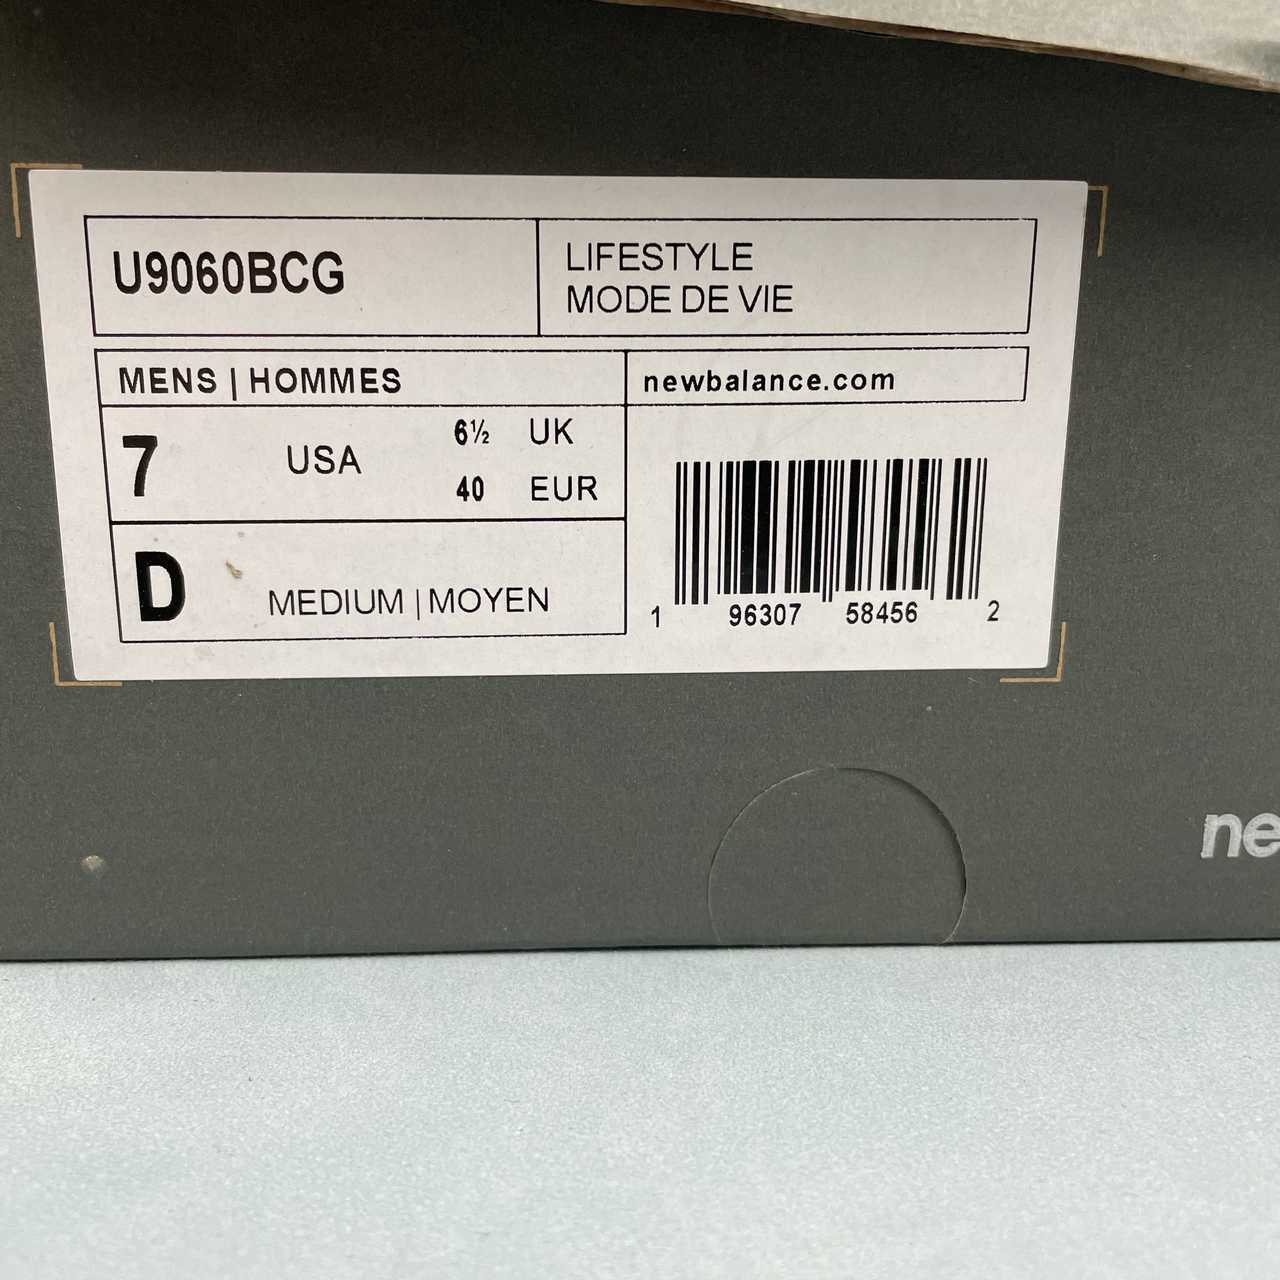 U9060BCG
LIFESTYLE
MODE DE VIE
MENS | HOMMES
newbalance.com
7 USA
6½ UK
40 EUR
D MEDIUM | MOYEN
1 96307 58456 2
ne